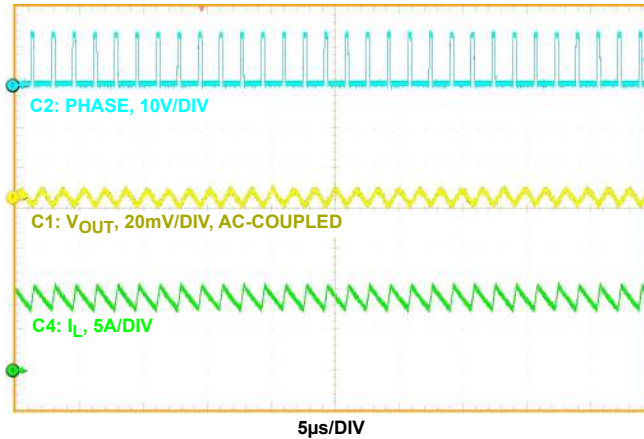 C2: PHASE, 10V/DIV
C1: VOUT, 20mV/DIV, AC-COUPLED
C4: IL, 5A/DIV
5µs/DIV